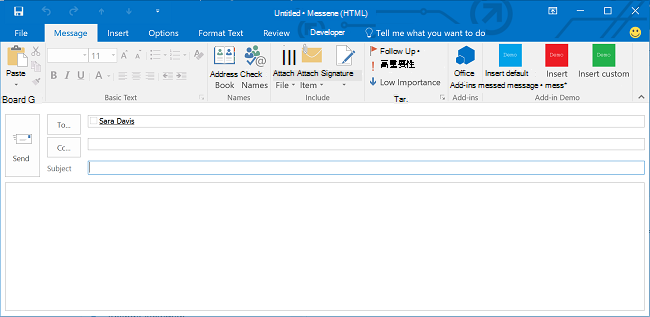 Untitled • Messene (HTML)
File Message Insert Options Format Text Review Developer Tell me what you want to do
Paste
11
B I U A
Address Book
Check Names
Attach File
Attach Item
Signature
Follow Up
高重要性
Low Importance
Office Add-ins
Insert default messed message
Insert mess"
Insert custom
Demo Demo Demo
Board G Basic Text Names Include Tar. Add-ins Add-in Demo
To... Sara Davis
Send
Cc...
Subject